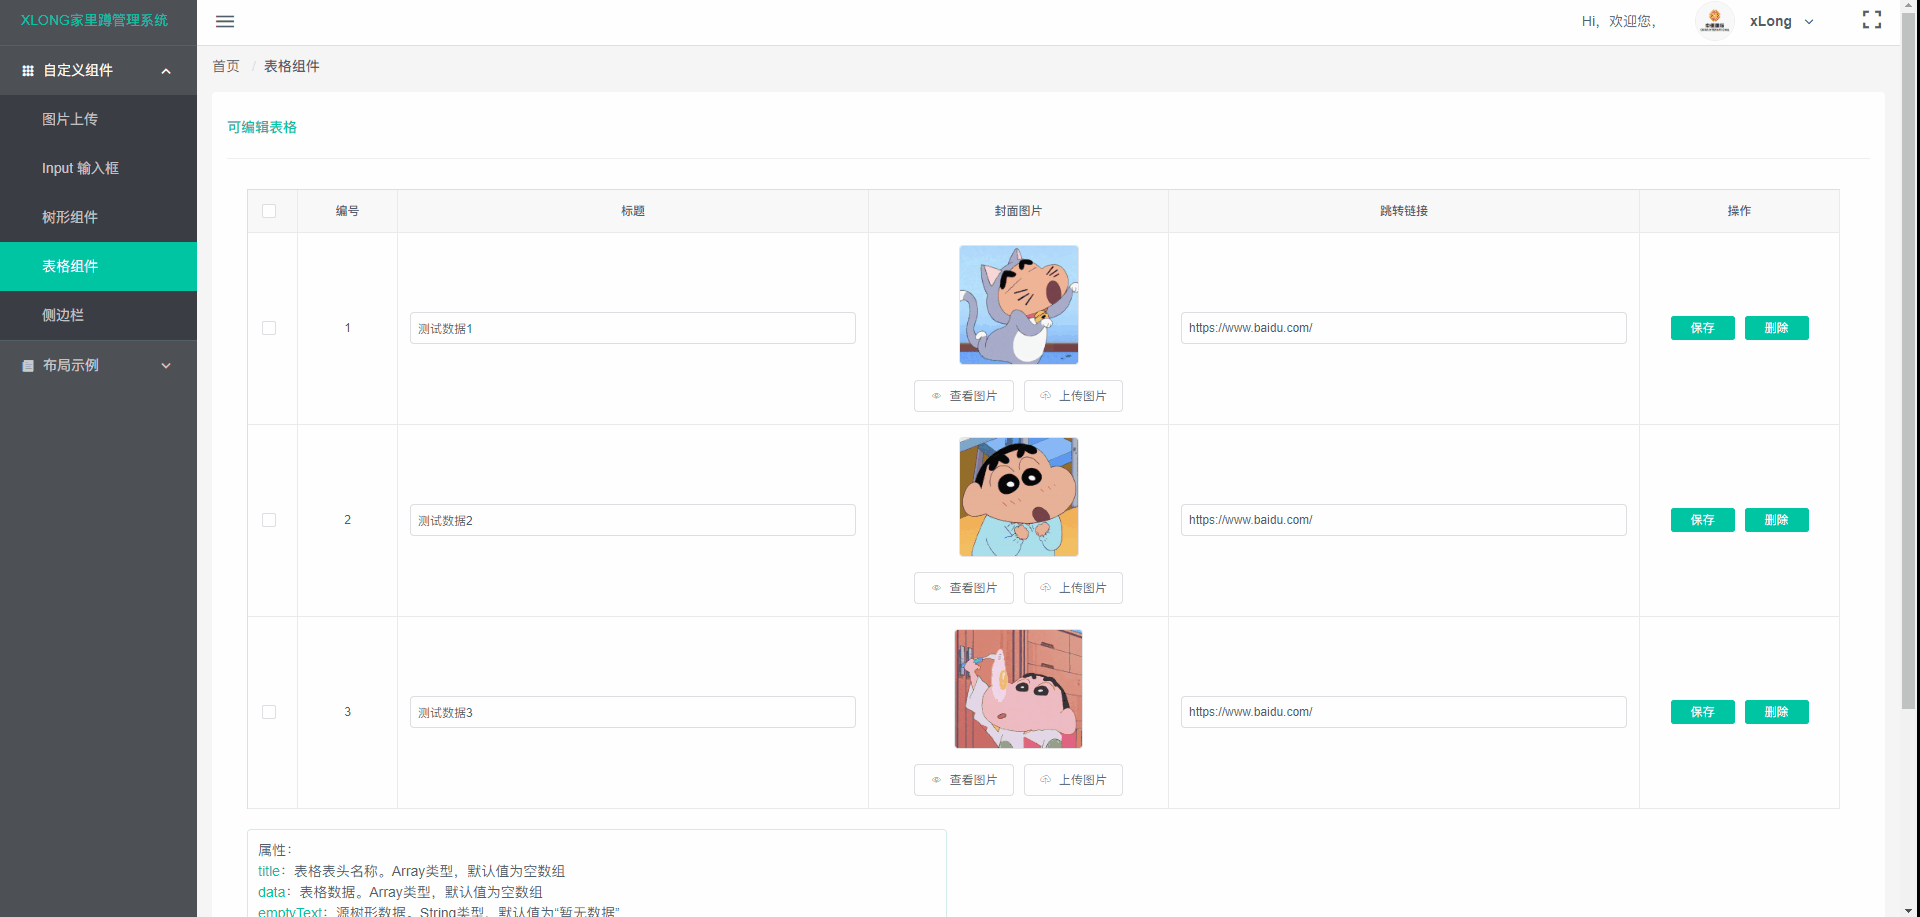 XLONG家里蹲管理系统
Hi，欢迎您，
xLong
自定义组件
图片上传
Input 输入框
树形组件
表格组件
侧边栏
布局示例
首页 / 表格组件
可编辑表格
编号 标题 封面图片 跳转链接 操作
1 测试数据1 https://www.baidu.com/ 保存 删除
查看图片 上传图片
2 测试数据2 https://www.baidu.com/ 保存 删除
查看图片 上传图片
3 测试数据3 https://www.baidu.com/ 保存 删除
查看图片 上传图片
属性：
title：表格表头名称。Array类型，默认值为空数组
data：表格数据。Array类型，默认值为空数组
emptyText：源树形数据。String类型，默认值为“暂无数据”